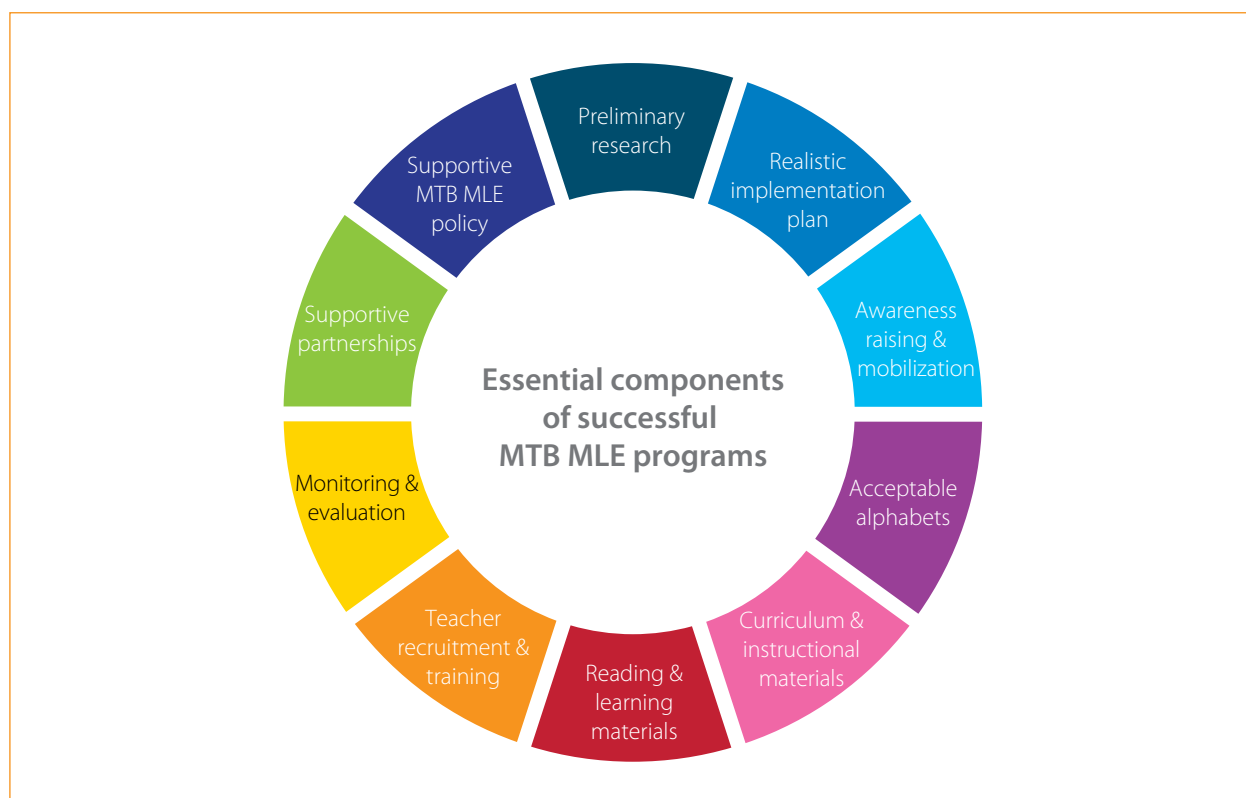 Preliminary
research
Realistic
implementation
plan
Awareness
raising &
mobilization
Acceptable
alphabets
Curriculum &
instructional
materials
Reading &
learning
materials
Teacher
recruitment &
training
Monitoring &
evaluation
Supportive
partnerships
Supportive
MTB MLE
policy
Essential components
of successful
MTB MLE programs